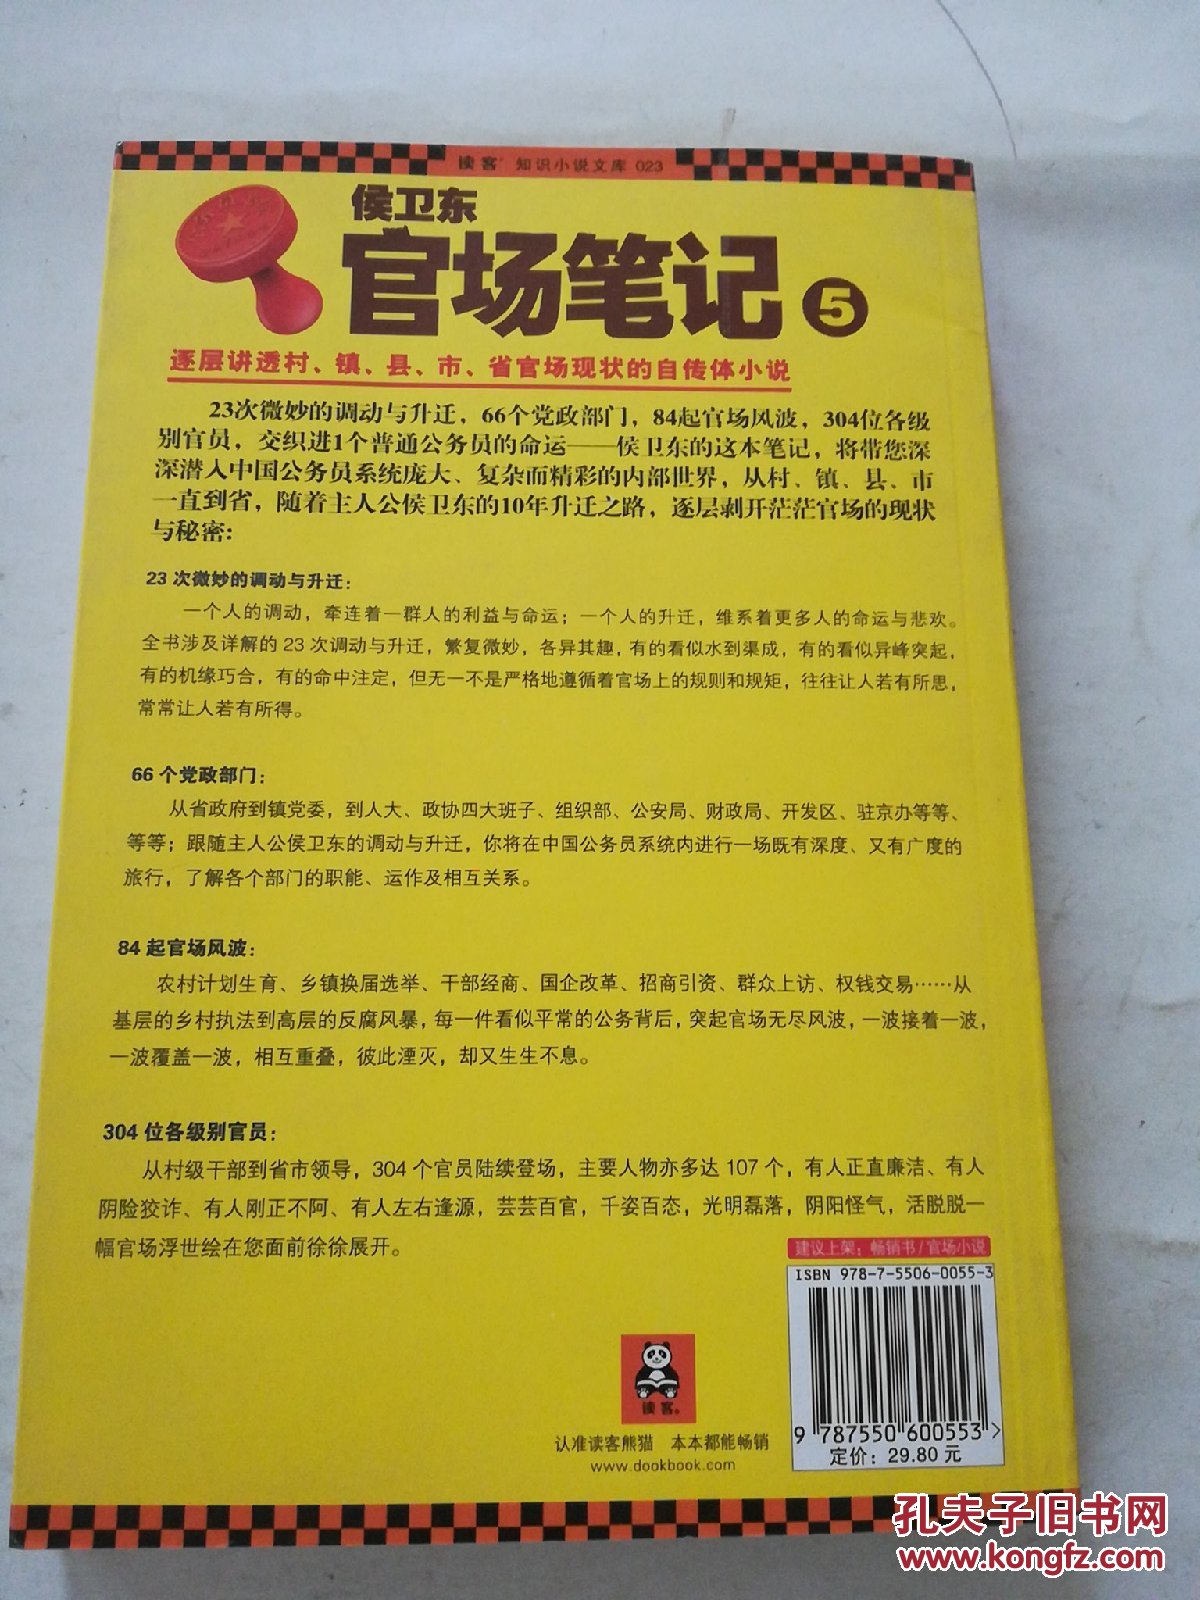 读客 知识小说文库 023
侯卫东
官场笔记 5
逐层讲透村、镇、县、市、省官场现状的自传体小说
23次微妙的调动与升迁，66个党政部门，84起官场风波，304位各级
别官员，交织进1个普通公务员的命运——侯卫东的这本笔记，将带您深
深潜入中国公务员系统庞大、复杂而精彩的内部世界，从村、镇、县、市
一直到省，随着主人公侯卫东的10年升迁之路，逐层剥开茫茫官场的现状
与秘密：
23 次微妙的调动与升迁：
一个人的调动，牵连着一群人的利益与命运；一个人的升迁，维系着更多人的命运与悲欢。
全书涉及详解的 23 次调动与升迁，繁复微妙，各异其趣，有的看似水到渠成，有的看似异峰突起，
有的机缘巧合，有的命中注定，但无一不是严格地遵循着官场上的规则和规矩，往往让人若有所思，
常常让人若有所得。
66 个党政部门：
从省政府到镇党委，到人大、政协四大班子、组织部、公安局、财政局、开发区、驻京办等等、
等等；跟随主人公侯卫东的调动与升迁，你将在中国公务员系统内进行一场既有深度、又有广度的
旅行，了解各个部门的职能、运作及相互关系。
84 起官场风波：
农村计划生育、乡镇换届选举、干部经商、国企改革、招商引资、群众上访、权钱交易……从
基层的乡村执法到高层的反腐风暴，每一件看似平常的公务背后，突起官场无尽风波，一波接着一波，
一波覆盖一波，相互重叠，彼此湮灭，却又生生不息。
304 位各级别官员：
从村级干部到省市领导，304 个官员陆续登场，主要人物亦多达 107 个，有人正直廉洁、有人
阴险狡诈、有人刚正不阿、有人左右逢源，芸芸百官，千姿百态，光明磊落，阴阳怪气，活脱脱一
幅官场浮世绘在您面前徐徐展开。
建议上架：畅销书/官场小说
ISBN 978-7-5506-0055-3
9 787550 600553 >
定价：29.80 元
读客。
认准读客熊猫 本本都能畅销
www.dookbook.com
孔夫子旧书网
www.kongfz.com